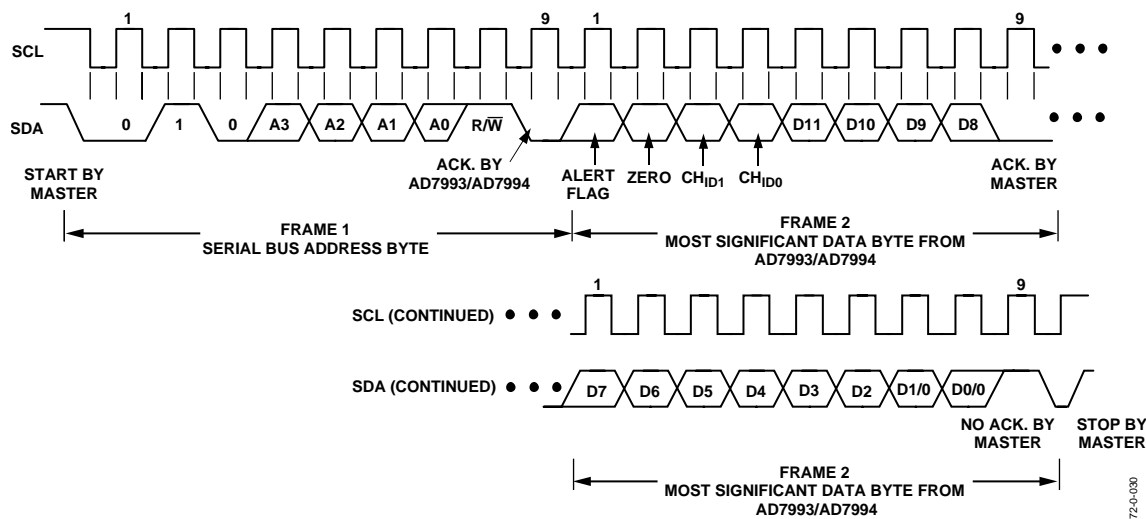 1 9 1 9
SCL
SDA 0 1 0 A3 A2 A1 A0 R/W̅ D11 D10 D9 D8
START BY
MASTER
ACK. BY
AD7993/AD7994
ALERT
FLAG
ZERO
CHID1
CHID0
ACK. BY
MASTER
FRAME 1
SERIAL BUS ADDRESS BYTE
FRAME 2
MOST SIGNIFICANT DATA BYTE FROM
AD7993/AD7994
1 9
SCL (CONTINUED)
SDA (CONTINUED) D7 D6 D5 D4 D3 D2 D1/0 D0/0
NO ACK. BY
MASTER
STOP BY
MASTER
FRAME 2
MOST SIGNIFICANT DATA BYTE FROM
AD7993/AD7994
72-0-030